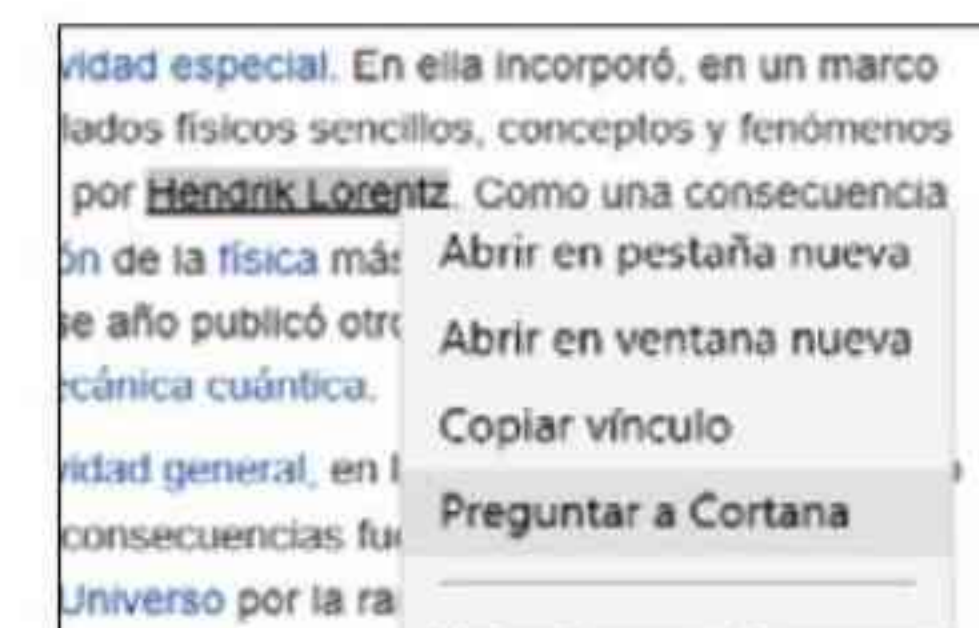 vidad especial. En ella incorporó, en un marco
lados físicos sencillos, conceptos y fenómenos
por Hendrik Lorentz. Como una consecuencia
ón de la física más
se año publicó otro
ecánica cuántica.
vidad general, en l
consecuencias fue
Universo por la ra
Abrir en pestaña nueva
Abrir en ventana nueva
Copiar vínculo
Preguntar a Cortana